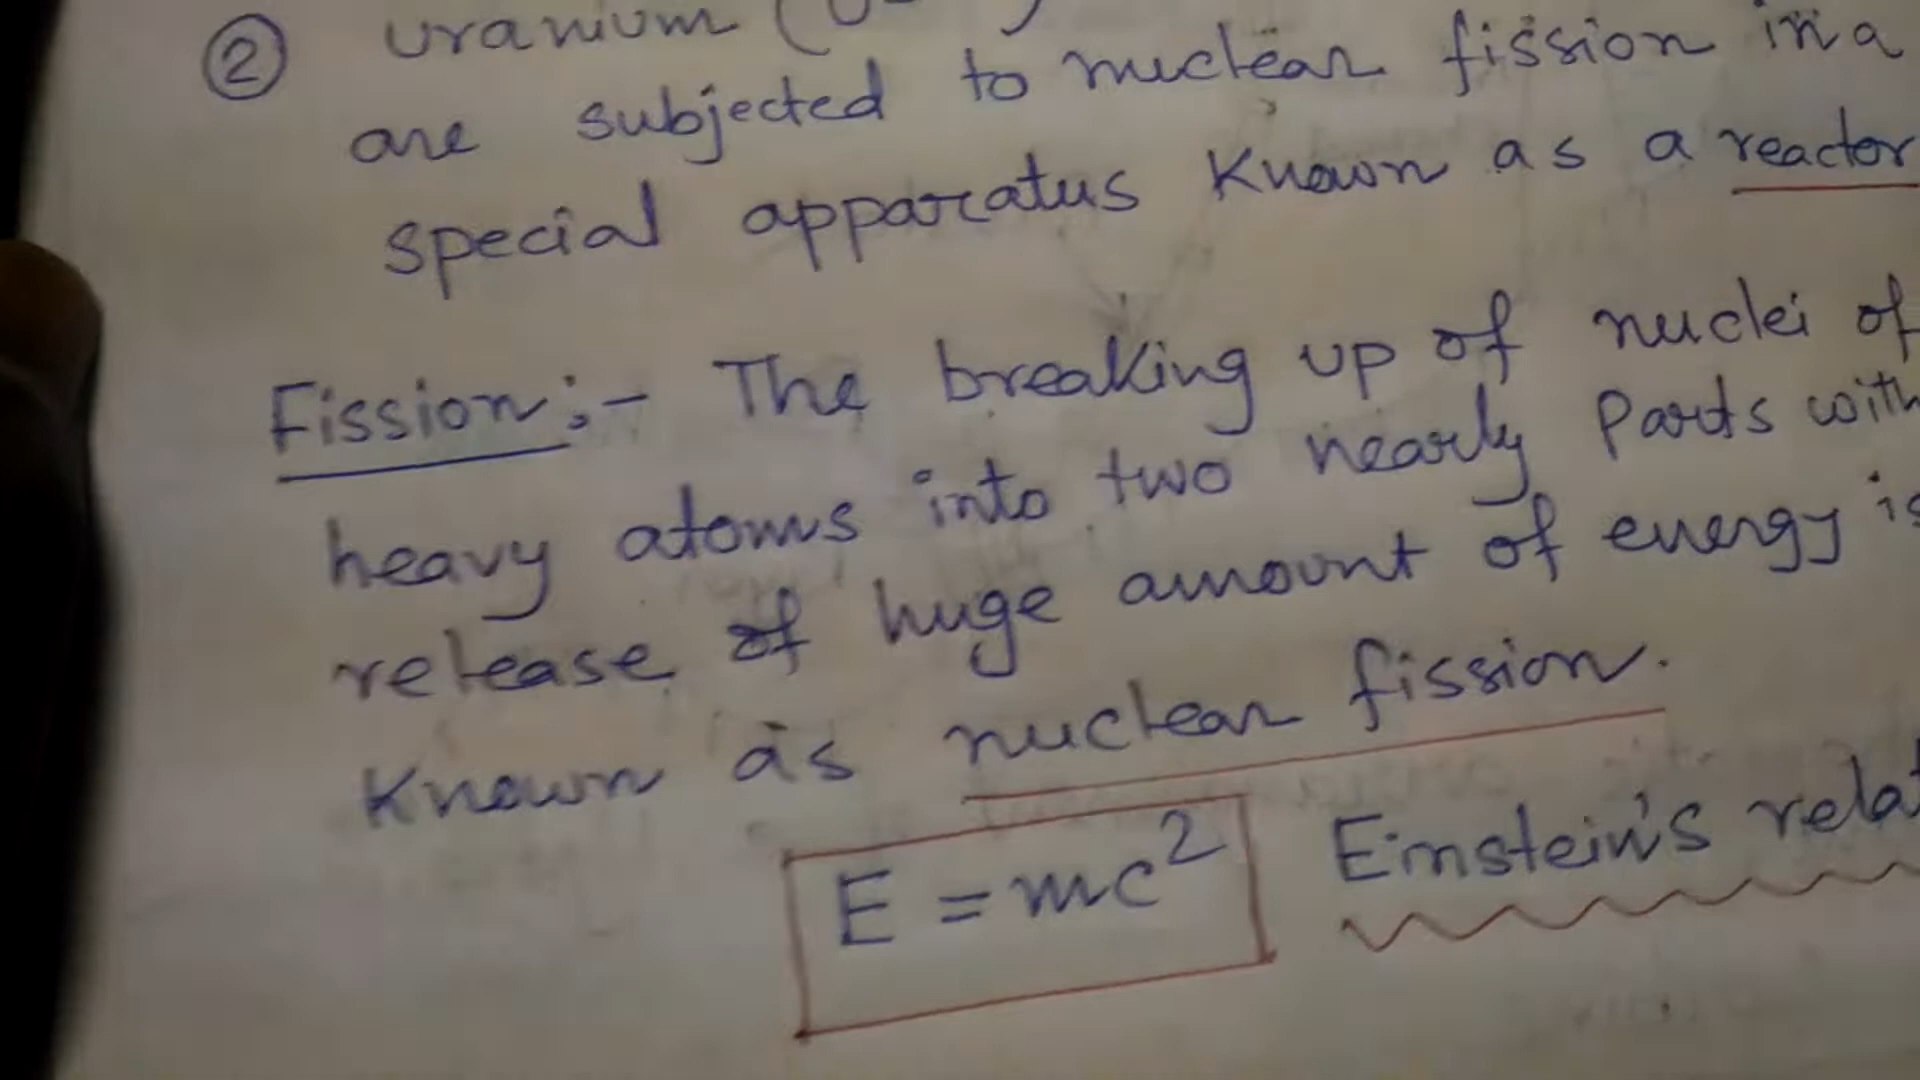 ② uranium (U
are subjected to nuclear fission in a
special apparatus known as a reactor
Fission :- The breaking up of nuclei of
heavy atoms into two nearly Parts with
release of huge amount of energy is
known as nuclear fission.
E = mc² Einstein's relat